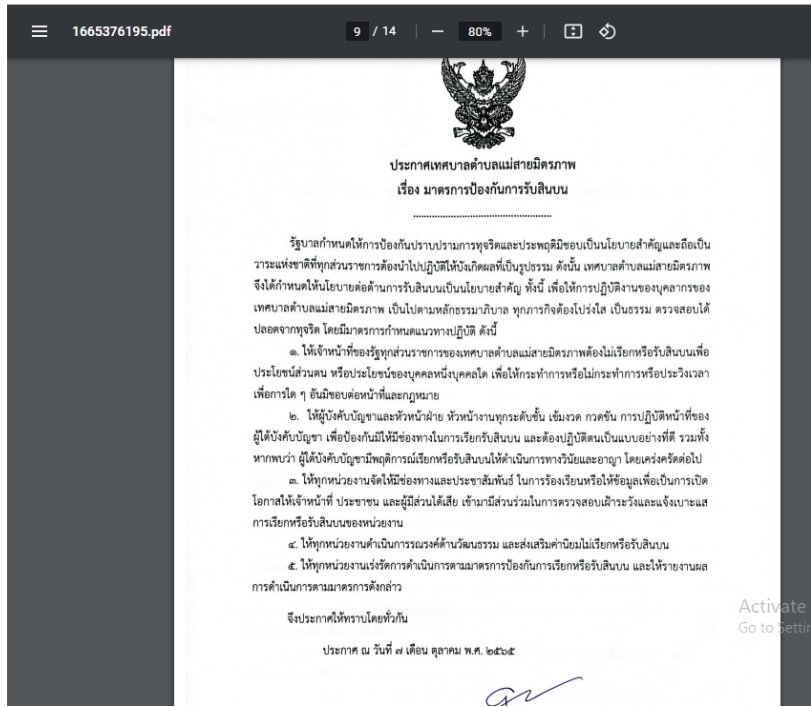 1665376195.pdf
9 / 14
80%
ประกาศเทศบาลตำบลแม่สายมิตรภาพ
เรื่อง มาตรการป้องกันการรับสินบน
รัฐบาลกำหนดให้การป้องกันปราบปรามการทุจริตและประพฤติมิชอบเป็นนโยบายสำคัญและถือเป็น
วาระแห่งชาติที่ทุกส่วนราชการต้องนำไปปฏิบัติให้บังเกิดผลที่เป็นรูปธรรม ดังนั้น เทศบาลตำบลแม่สายมิตรภาพ
จึงได้กำหนดให้นโยบายต่อต้านการรับสินบนเป็นนโยบายสำคัญ ทั้งนี้ เพื่อให้การปฏิบัติงานของบุคลากรของ
เทศบาลตำบลแม่สายมิตรภาพ เป็นไปตามหลักธรรมาภิบาล ทุกภารกิจต้องโปร่งใส เป็นธรรม ตรวจสอบได้
ปลอดจากทุจริต โดยมีมาตรการกำหนดแนวทางปฏิบัติ ดังนี้
๑. ให้เจ้าหน้าที่ของรัฐทุกส่วนราชการของเทศบาลตำบลแม่สายมิตรภาพต้องไม่เรียกหรือรับสินบนเพื่อ
ประโยชน์ส่วนตน หรือประโยชน์ของบุคคลหนึ่งบุคคลใด เพื่อให้กระทำการหรือไม่กระทำการหรือประวิงเวลา
เพื่อการใด ๆ อันมิชอบต่อหน้าที่และกฎหมาย
๒. ให้ผู้บังคับบัญชาและหัวหน้าฝ่าย หัวหน้างานทุกระดับชั้น เข้มงวด กวดขัน การปฏิบัติหน้าที่ของ
ผู้ใต้บังคับบัญชา เพื่อป้องกันมิให้มีช่องทางในการเรียกรับสินบน และต้องปฏิบัติตนเป็นแบบอย่างที่ดี รวมทั้ง
หากพบว่า ผู้ใต้บังคับบัญชามีพฤติการณ์เรียกหรือรับสินบนให้ดำเนินการทางวินัยและอาญา โดยเคร่งครัดต่อไป
๓. ให้ทุกหน่วยงานจัดให้มีช่องทางและประชาสัมพันธ์ ในการร้องเรียนหรือให้ข้อมูลเพื่อเป็นการเปิด
โอกาสให้เจ้าหน้าที่ ประชาชน และผู้มีส่วนได้เสีย เข้ามามีส่วนร่วมในการตรวจสอบเฝ้าระวังและแจ้งเบาะแส
การเรียกหรือรับสินบนของหน่วยงาน
๔. ให้ทุกหน่วยงานดำเนินการรณรงค์ด้านวัฒนธรรม และส่งเสริมค่านิยมไม่เรียกหรือรับสินบน
๕. ให้ทุกหน่วยงานเร่งรัดการดำเนินการตามมาตรการป้องกันการเรียกหรือรับสินบน และให้รายงานผล
การดำเนินการตามมาตรการดังกล่าว
จึงประกาศให้ทราบโดยทั่วกัน
ประกาศ ณ วันที่ ๗ เดือน ตุลาคม พ.ศ. ๒๕๖๕
Activate
Go to Settin